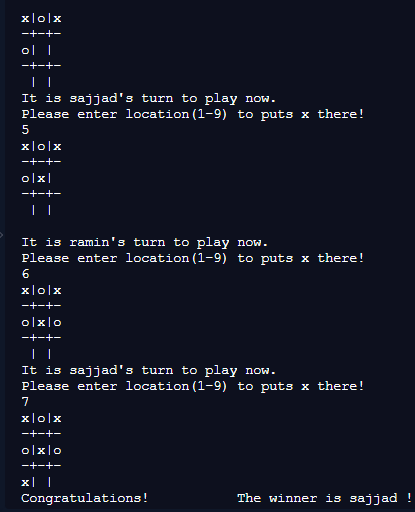 x|o|x
-+-+-
o| |
-+-+-
 | |
It is sajjad's turn to play now.
Please enter location(1-9) to puts x there!
5
x|o|x
-+-+-
o|x|
-+-+-
 | |
It is ramin's turn to play now.
Please enter location(1-9) to puts x there!
6
x|o|x
-+-+-
o|x|o
-+-+-
 | |
It is sajjad's turn to play now.
Please enter location(1-9) to puts x there!
7
x|o|x
-+-+-
o|x|o
-+-+-
x| |
Congratulations!           The winner is sajjad !